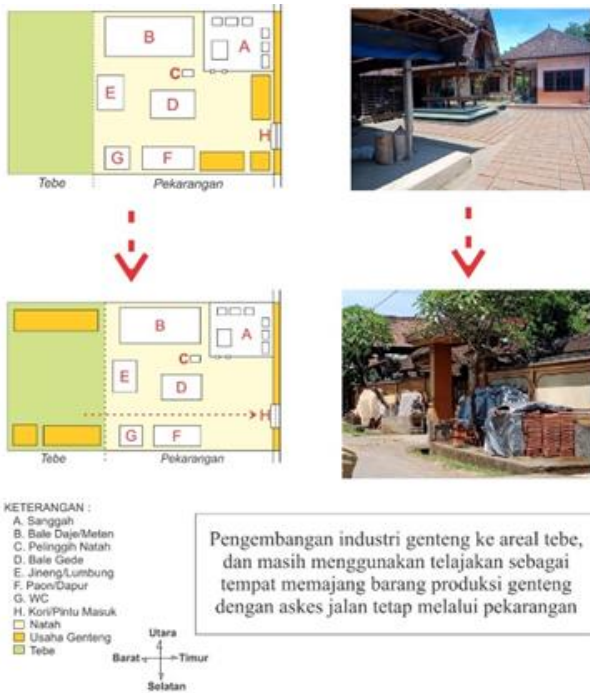 B
A
C
E
D
H
G
F
Tebe
Pekarangan
B
A
C
E
D
H
G
F
Tebe
Pekarangan
KETERANGAN :
A. Sanggah
B. Bale Daje/Meten
C. Pelinggih Natah
D. Bale Gede
E. Jineng/Lumbung
F. Paon/Dapur
G. WC
H. Kori/Pintu Masuk
Natah
Usaha Genteng
Tebe
Utara
Barat
Timur
Selatan
Pengembangan industri genteng ke areal tebe,
dan masih menggunakan telajakan sebagai
tempat memajang barang produksi genteng
dengan askes jalan tetap melalui pekarangan